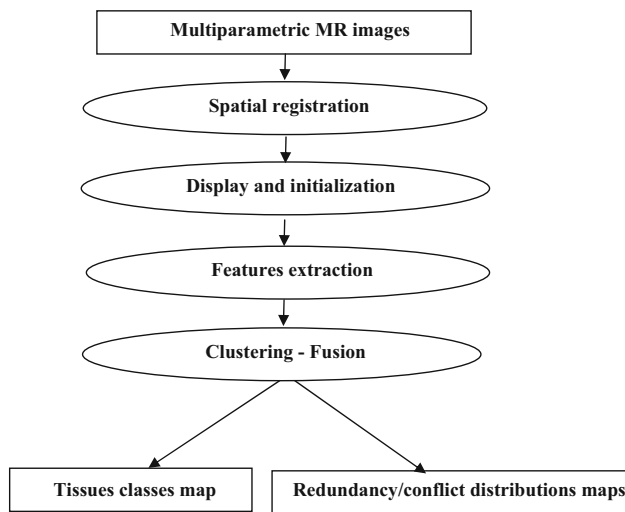 Multiparametric MR images
Spatial registration
Display and initialization
Features extraction
Clustering - Fusion
Tissues classes map
Redundancy/conflict distributions maps